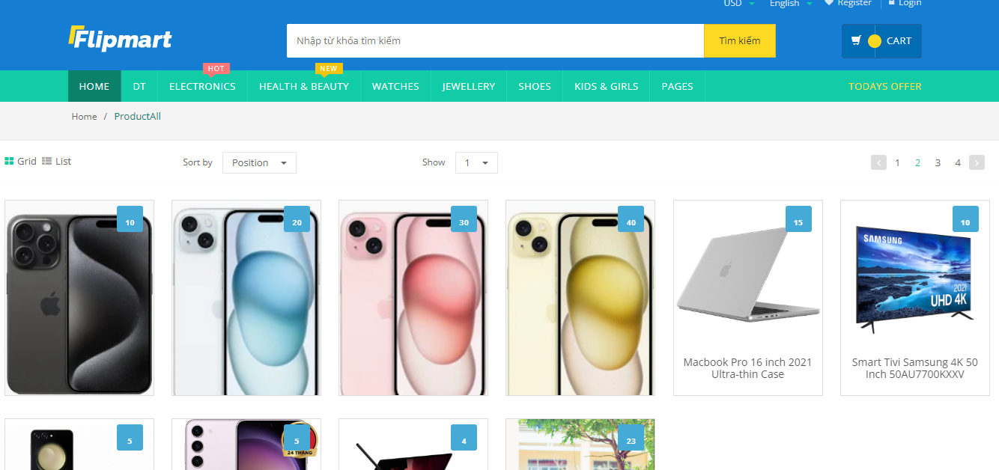 USD English Register Login
Flipmart
Nhập từ khóa tìm kiếm Tìm kiếm CART
HOT NEW
HOME DT ELECTRONICS HEALTH & BEAUTY WATCHES JEWELLERY SHOES KIDS & GIRLS PAGES TODAYS OFFER
Home / ProductAll
Grid List Sort by Position Show 1 1 2 3 4
10 20 30 40 15 10
SAMSUNG
2021
UHD 4K
Macbook Pro 16 inch 2021
Ultra-thin Case
Smart Tivi Samsung 4K 50
Inch 50AU7700KXXV
5 5 4 23
24 THÁNG